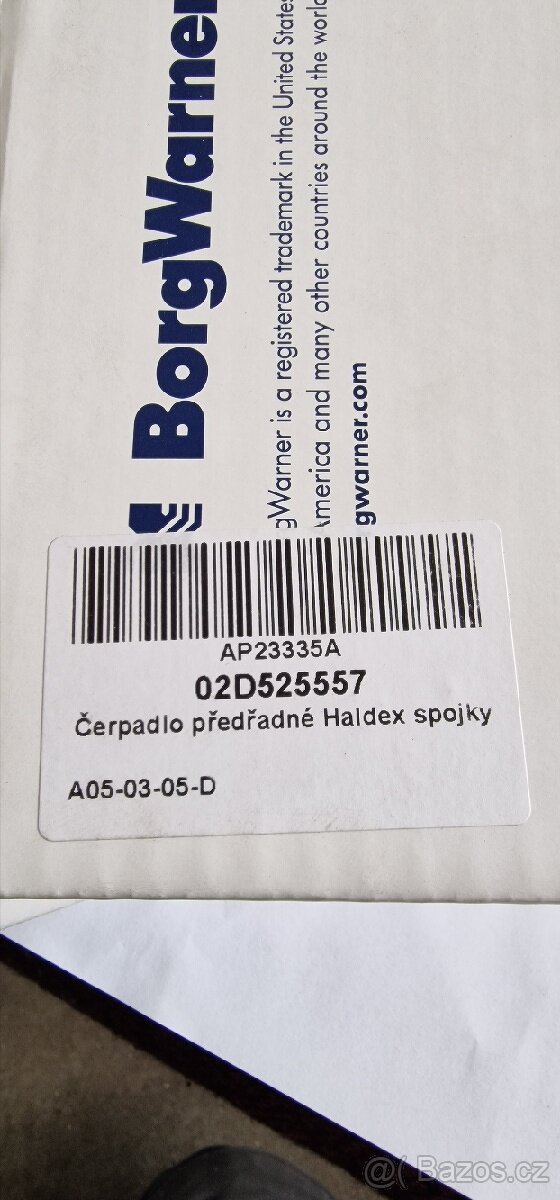 BorgWarner
gWarner is a registered trademark in the United States
America and many other countries around the world
gwarner.com
AP23335A
02D525557
Čerpadlo předřadné Haldex spojky
A05-03-05-D
@( Bazos.cz